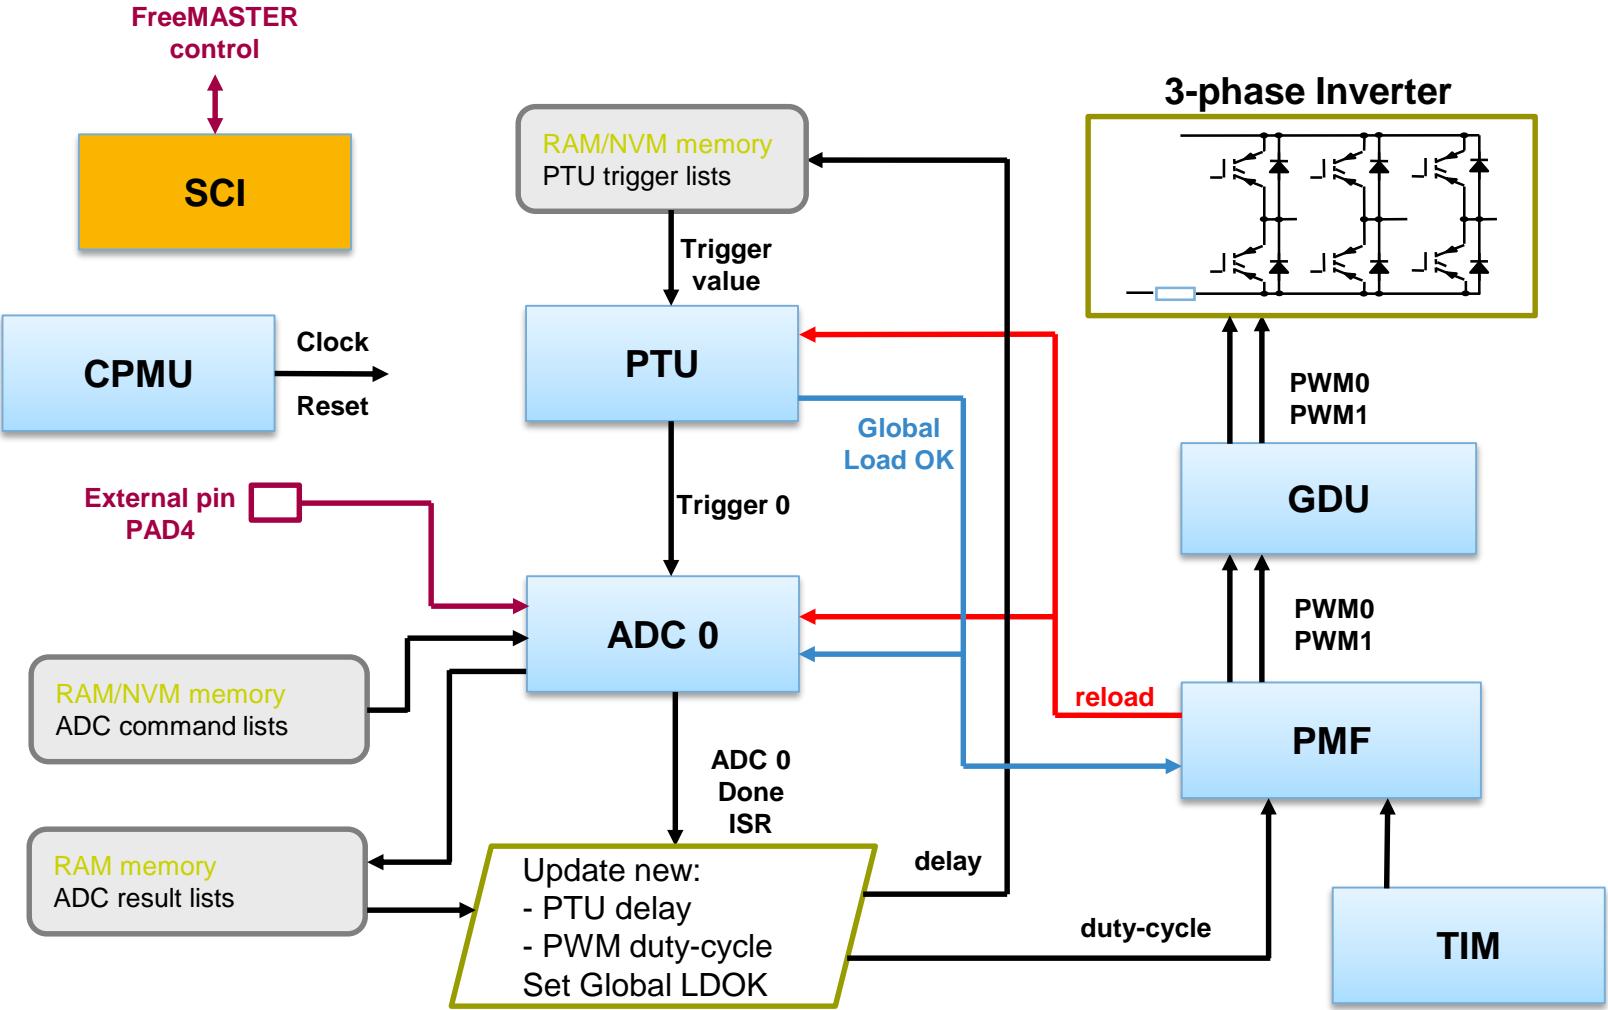 FreeMASTER
control
SCI
RAM/NVM memory
PTU trigger lists
3-phase Inverter
Trigger
value
CPMU
Clock
Reset
PTU
Global
Load OK
PWM0
PWM1
GDU
External pin
PAD4
Trigger 0
ADC 0
PWM0
PWM1
RAM/NVM memory
ADC command lists
reload
PMF
ADC 0
Done
ISR
RAM memory
ADC result lists
Update new:
- PTU delay
- PWM duty-cycle
Set Global LDOK
delay
duty-cycle
TIM